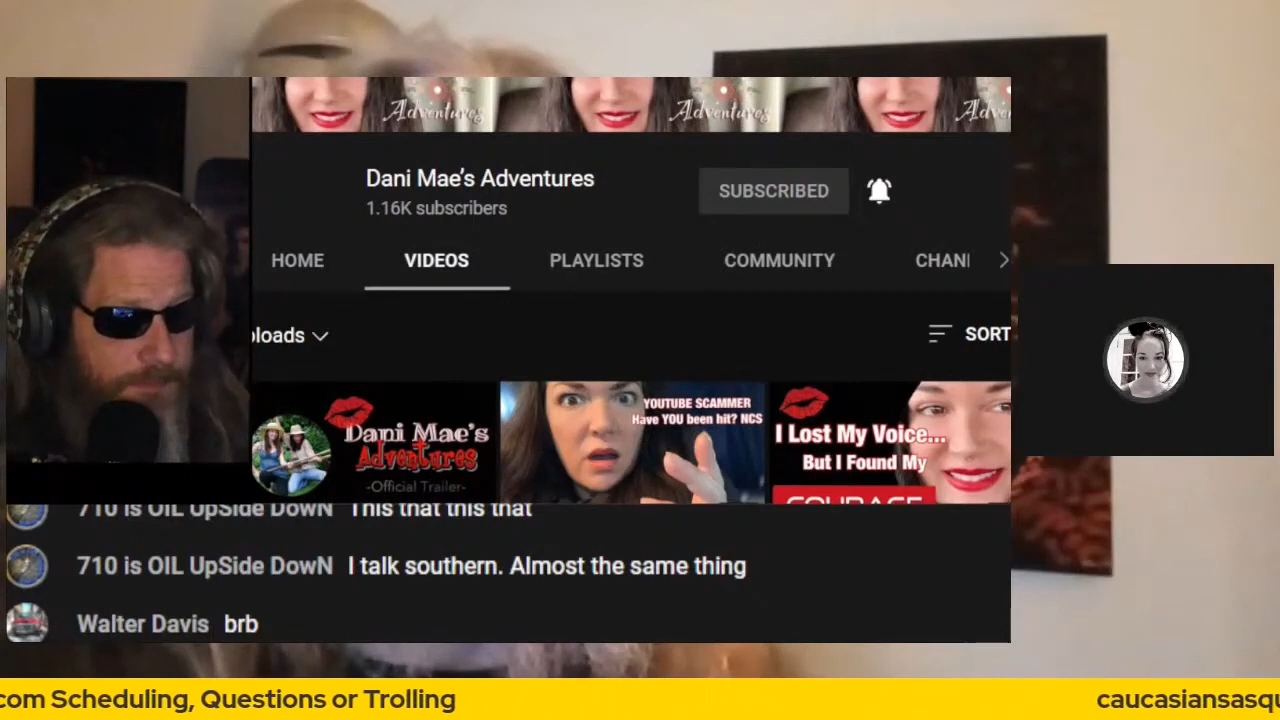 Adventures Adventures
Dani Mae's Adventures
1.16K subscribers
SUBSCRIBED
HOME VIDEOS PLAYLISTS COMMUNITY CHAN
loads
SORT
Dani Mae's
Adventures
-Official Trailer-
YOUTUBE SCAMMER
Have YOU been hit? NCS
I Lost My Voice...
But I Found My
COURAGE
710 is OIL UpSide DowN This that this that
710 is OIL UpSide DowN I talk southern. Almost the same thing
Walter Davis brb
com Scheduling, Questions or Trolling caucasiansasqu